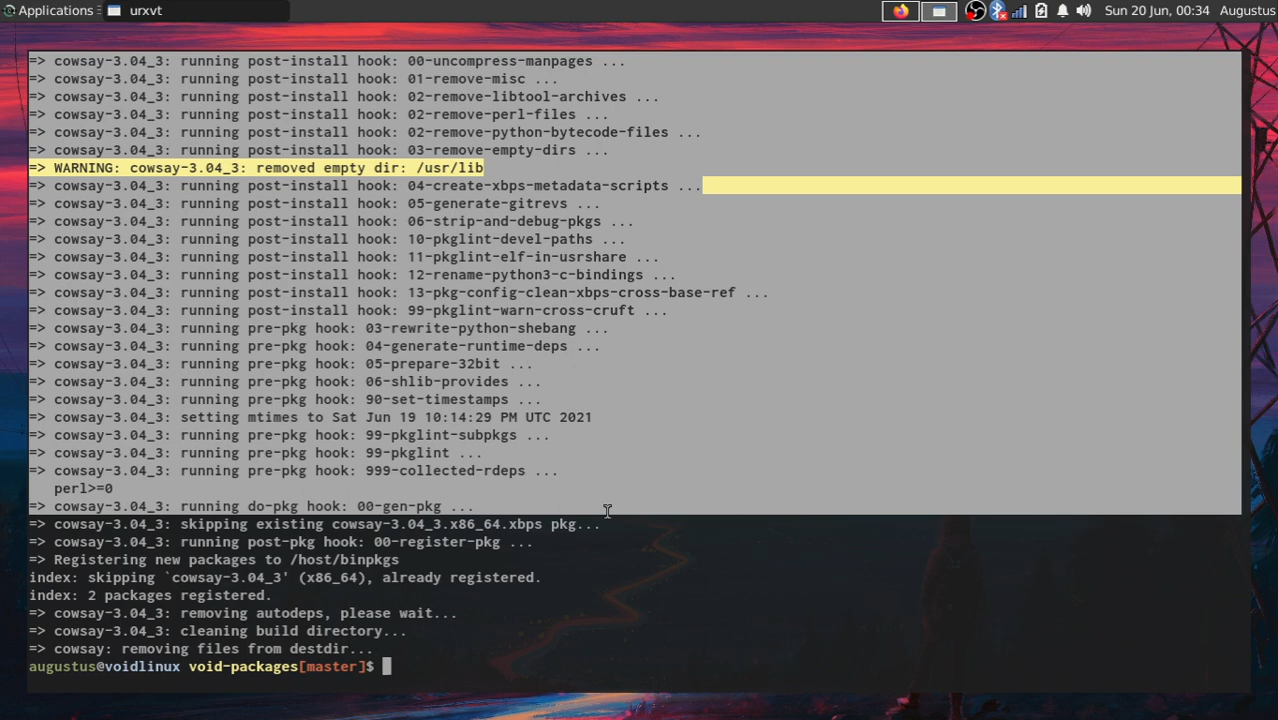 Applications
urxvt
Sun 20 Jun, 00:34
Augustus
=> cowsay-3.04_3: running post-install hook: 00-uncompress-manpages ...
=> cowsay-3.04_3: running post-install hook: 01-remove-misc ...
=> cowsay-3.04_3: running post-install hook: 02-remove-libtool-archives ...
=> cowsay-3.04_3: running post-install hook: 02-remove-perl-files ...
=> cowsay-3.04_3: running post-install hook: 02-remove-python-bytecode-files ...
=> cowsay-3.04_3: running post-install hook: 03-remove-empty-dirs ...
=> WARNING: cowsay-3.04_3: removed empty dir: /usr/lib
=> cowsay-3.04_3: running post-install hook: 04-create-xbps-metadata-scripts ...
=> cowsay-3.04_3: running post-install hook: 05-generate-gitrevs ...
=> cowsay-3.04_3: running post-install hook: 06-strip-and-debug-pkgs ...
=> cowsay-3.04_3: running post-install hook: 10-pkglint-devel-paths ...
=> cowsay-3.04_3: running post-install hook: 11-pkglint-elf-in-usrshare ...
=> cowsay-3.04_3: running post-install hook: 12-rename-python3-c-bindings ...
=> cowsay-3.04_3: running post-install hook: 13-pkg-config-clean-xbps-cross-base-ref ...
=> cowsay-3.04_3: running post-install hook: 99-pkglint-warn-cross-cruft ...
=> cowsay-3.04_3: running pre-pkg hook: 03-rewrite-python-shebang ...
=> cowsay-3.04_3: running pre-pkg hook: 04-generate-runtime-deps ...
=> cowsay-3.04_3: running pre-pkg hook: 05-prepare-32bit ...
=> cowsay-3.04_3: running pre-pkg hook: 06-shlib-provides ...
=> cowsay-3.04_3: running pre-pkg hook: 90-set-timestamps ...
=> cowsay-3.04_3: setting mtimes to Sat Jun 19 10:14:29 PM UTC 2021
=> cowsay-3.04_3: running pre-pkg hook: 99-pkglint-subpkgs ...
=> cowsay-3.04_3: running pre-pkg hook: 99-pkglint ...
=> cowsay-3.04_3: running pre-pkg hook: 999-collected-rdeps ...
perl>=0
=> cowsay-3.04_3: running do-pkg hook: 00-gen-pkg ...
=> cowsay-3.04_3: skipping existing cowsay-3.04_3.x86_64.xbps pkg...
=> cowsay-3.04_3: running post-pkg hook: 00-register-pkg ...
=> Registering new packages to /host/binpkgs
index: skipping `cowsay-3.04_3' (x86_64), already registered.
index: 2 packages registered.
=> cowsay-3.04_3: removing autodeps, please wait...
=> cowsay-3.04_3: cleaning build directory...
=> cowsay: removing files from destdir...
augustus@voidlinux void-packages[master]$